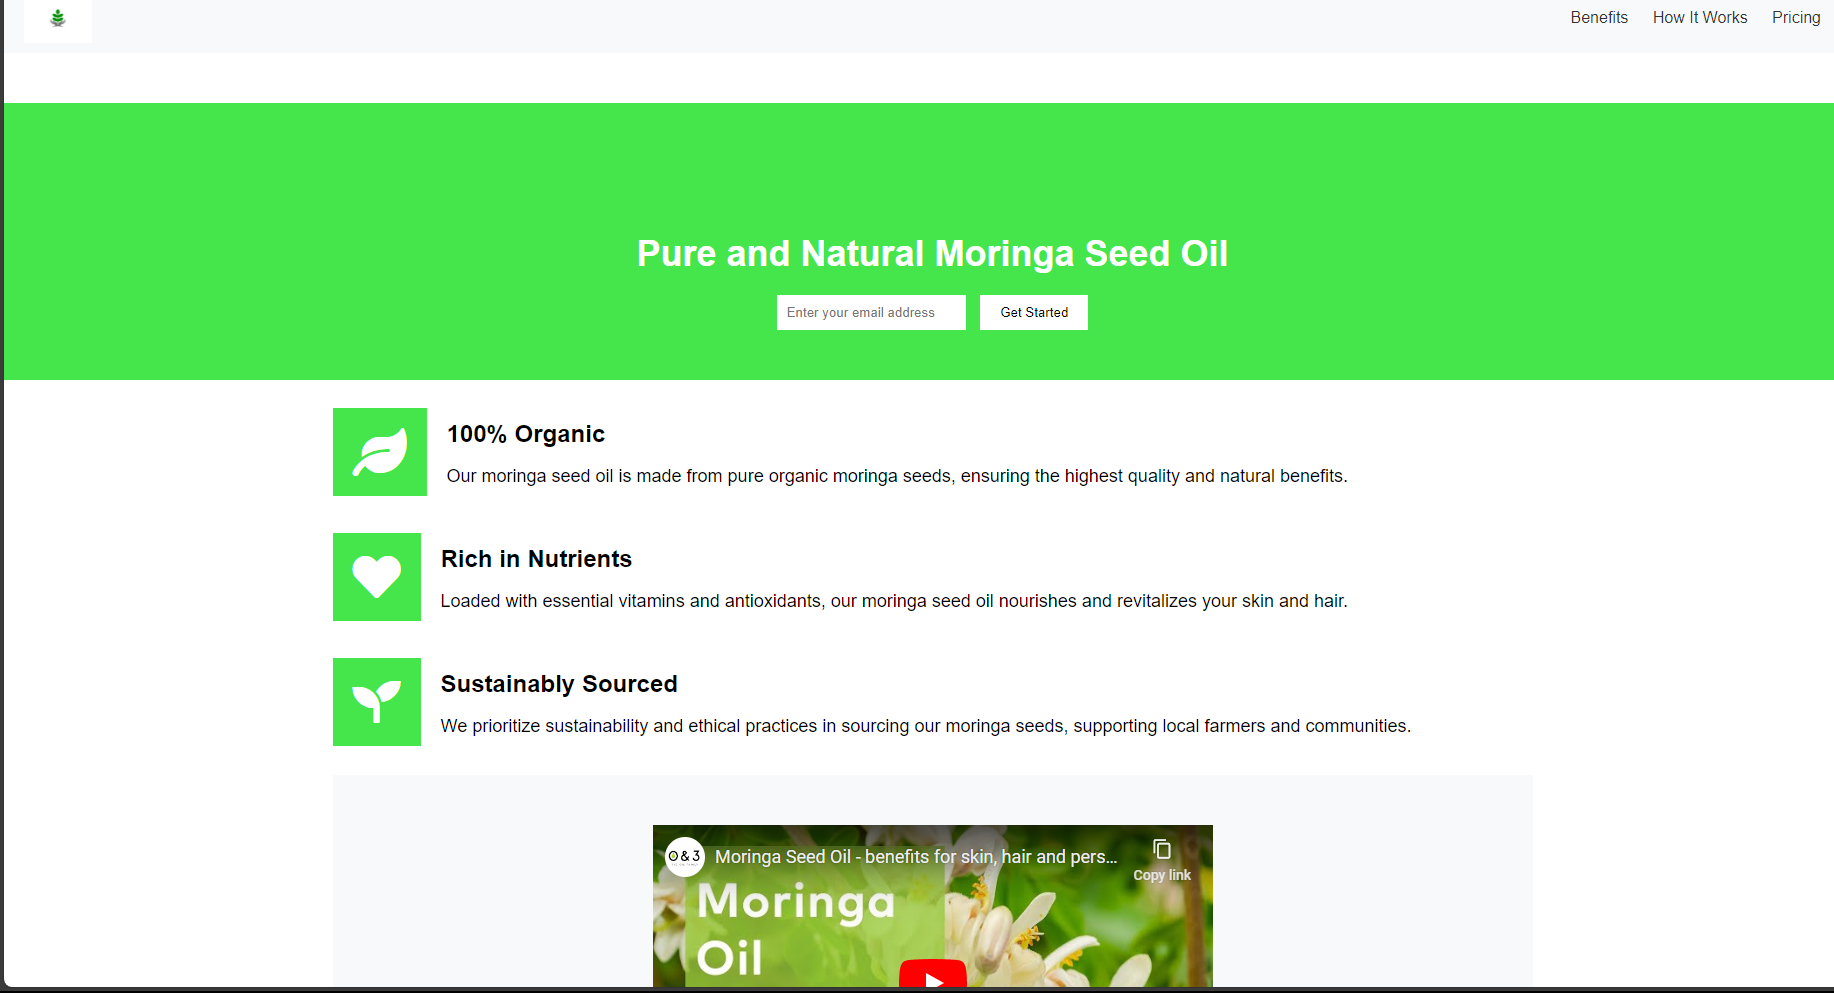 Benefits How It Works Pricing
Pure and Natural Moringa Seed Oil
Enter your email address Get Started
100% Organic
Our moringa seed oil is made from pure organic moringa seeds, ensuring the highest quality and natural benefits.
Rich in Nutrients
Loaded with essential vitamins and antioxidants, our moringa seed oil nourishes and revitalizes your skin and hair.
Sustainably Sourced
We prioritize sustainability and ethical practices in sourcing our moringa seeds, supporting local farmers and communities.
O & 3 Moringa Seed Oil - benefits for skin, hair and pers...
Copy link
Moringa
Oil